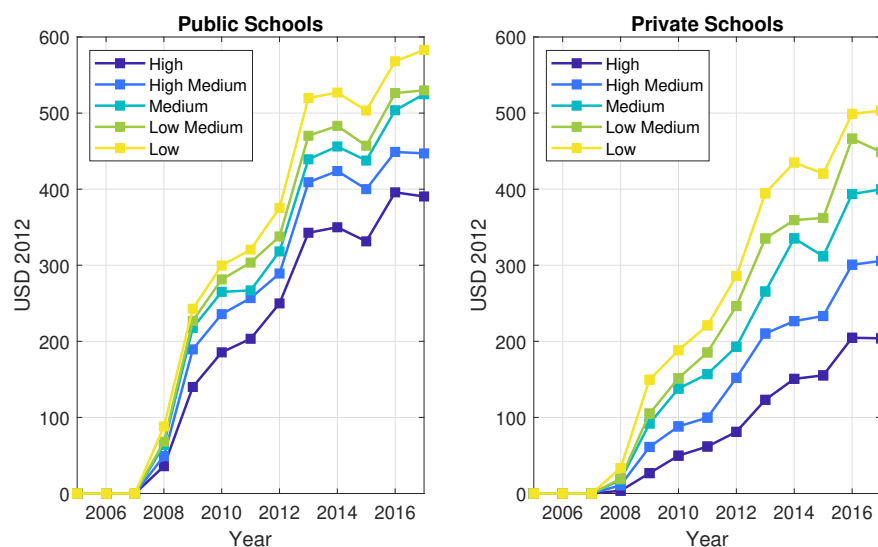 Public Schools
600
500
400
300
200
100
0
USD 2012
High
High Medium
Medium
Low Medium
Low
2006 2008 2010 2012 2014 2016
Year
Private Schools
600
500
400
300
200
100
0
USD 2012
High
High Medium
Medium
Low Medium
Low
2006 2008 2010 2012 2014 2016
Year